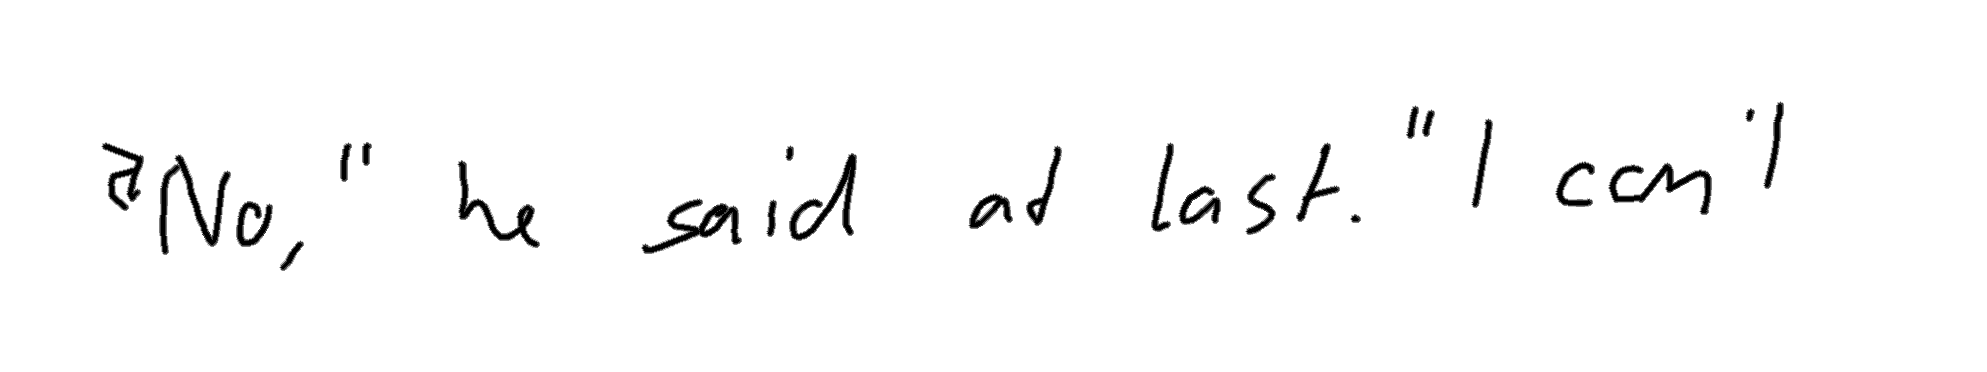 "No," he said at last. "I can't